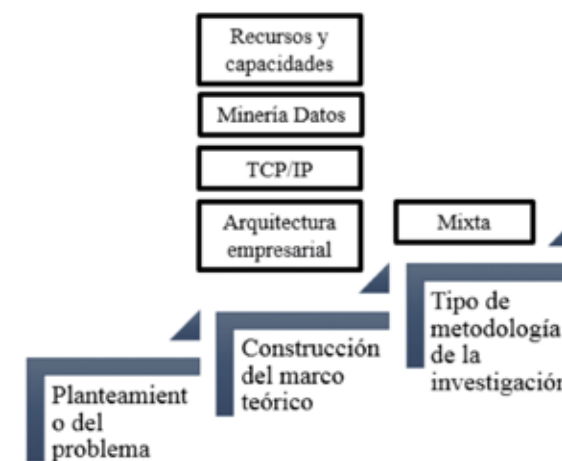 Recursos y
capacidades
Minería Datos
TCP/IP
Arquitectura
empresarial
Mixta
Tipo de
metodología
de la
investigación
Construcción
del marco
teórico
Planteamient
o del
problema